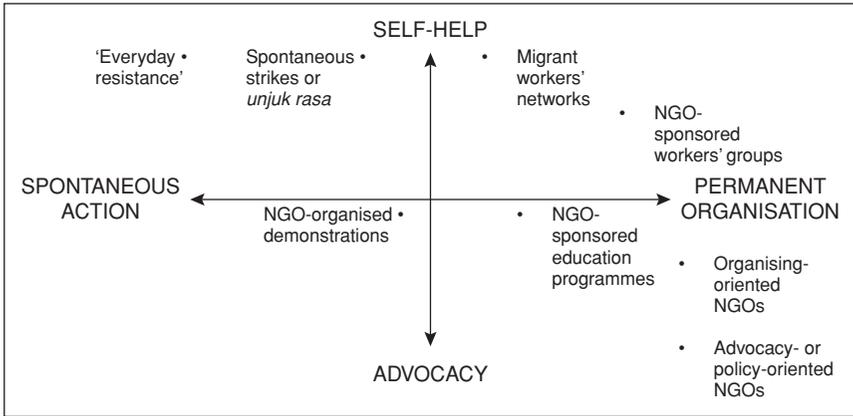 SELF-HELP
‘Everyday •
resistance’
Spontaneous •
strikes or
unjuk rasa
• Migrant
workers’
networks
• NGO-
sponsored
workers’ groups
SPONTANEOUS
ACTION
PERMANENT
ORGANISATION
NGO-organised •
demonstrations
• NGO-
sponsored
education
programmes
• Organising-
oriented
NGOs
• Advocacy- or
policy-oriented
NGOs
ADVOCACY